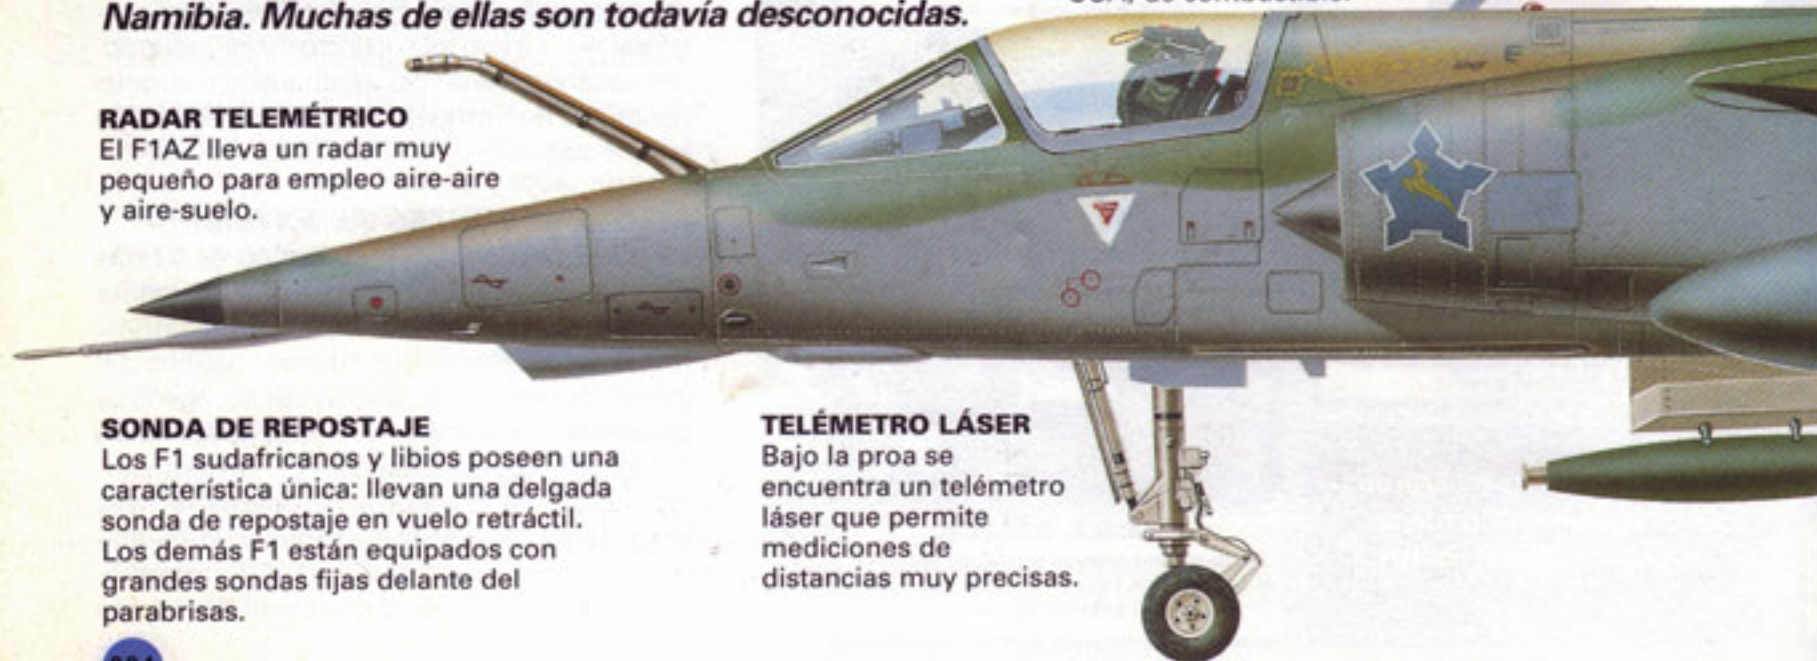 Namibia. Muchas de ellas son todavía desconocidas.
RADAR TELEMÉTRICO
El F1AZ lleva un radar muy
pequeño para empleo aire-aire
y aire-suelo.
SONDA DE REPOSTAJE
Los F1 sudafricanos y libios poseen una
característica única: llevan una delgada
sonda de repostaje en vuelo retráctil.
Los demás F1 están equipados con
grandes sondas fijas delante del
parabrisas.
TELÉMETRO LÁSER
Bajo la proa se
encuentra un telémetro
láser que permite
mediciones de
distancias muy precisas.